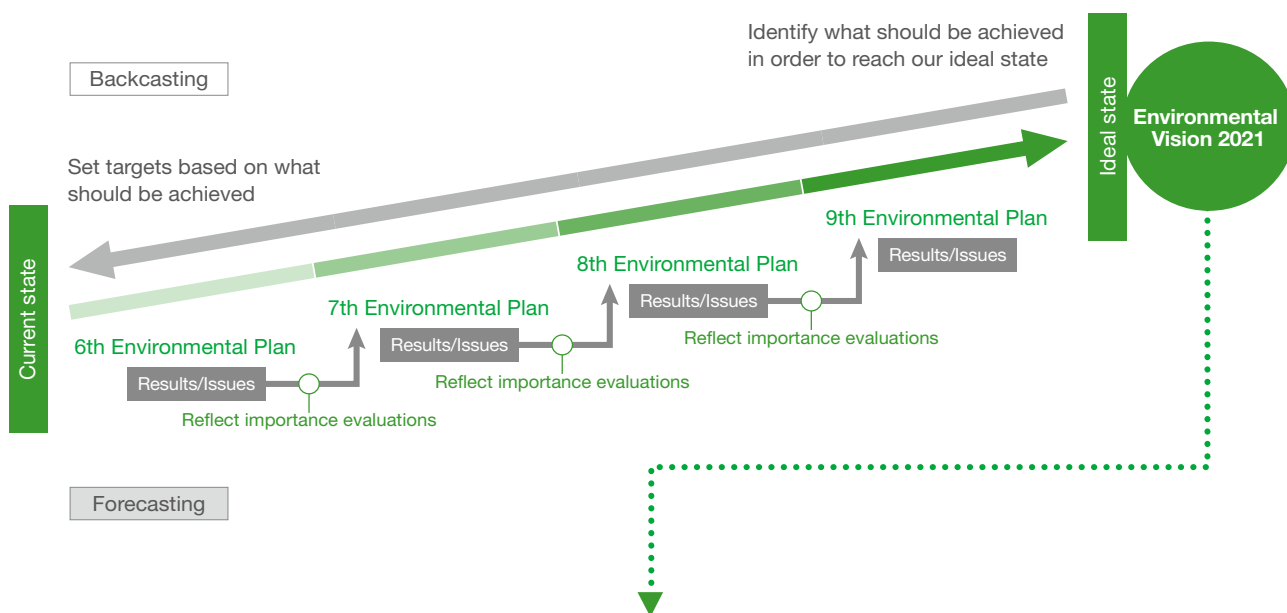 Identify what should be achieved
in order to reach our ideal state
Backcasting
Ideal state
Environmental
Vision 2021
Set targets based on what
should be achieved
Current state
9th Environmental Plan
Results/Issues
8th Environmental Plan
Results/Issues
Reflect importance evaluations
7th Environmental Plan
Results/Issues
Reflect importance evaluations
6th Environmental Plan
Results/Issues
Reflect importance evaluations
Forecasting